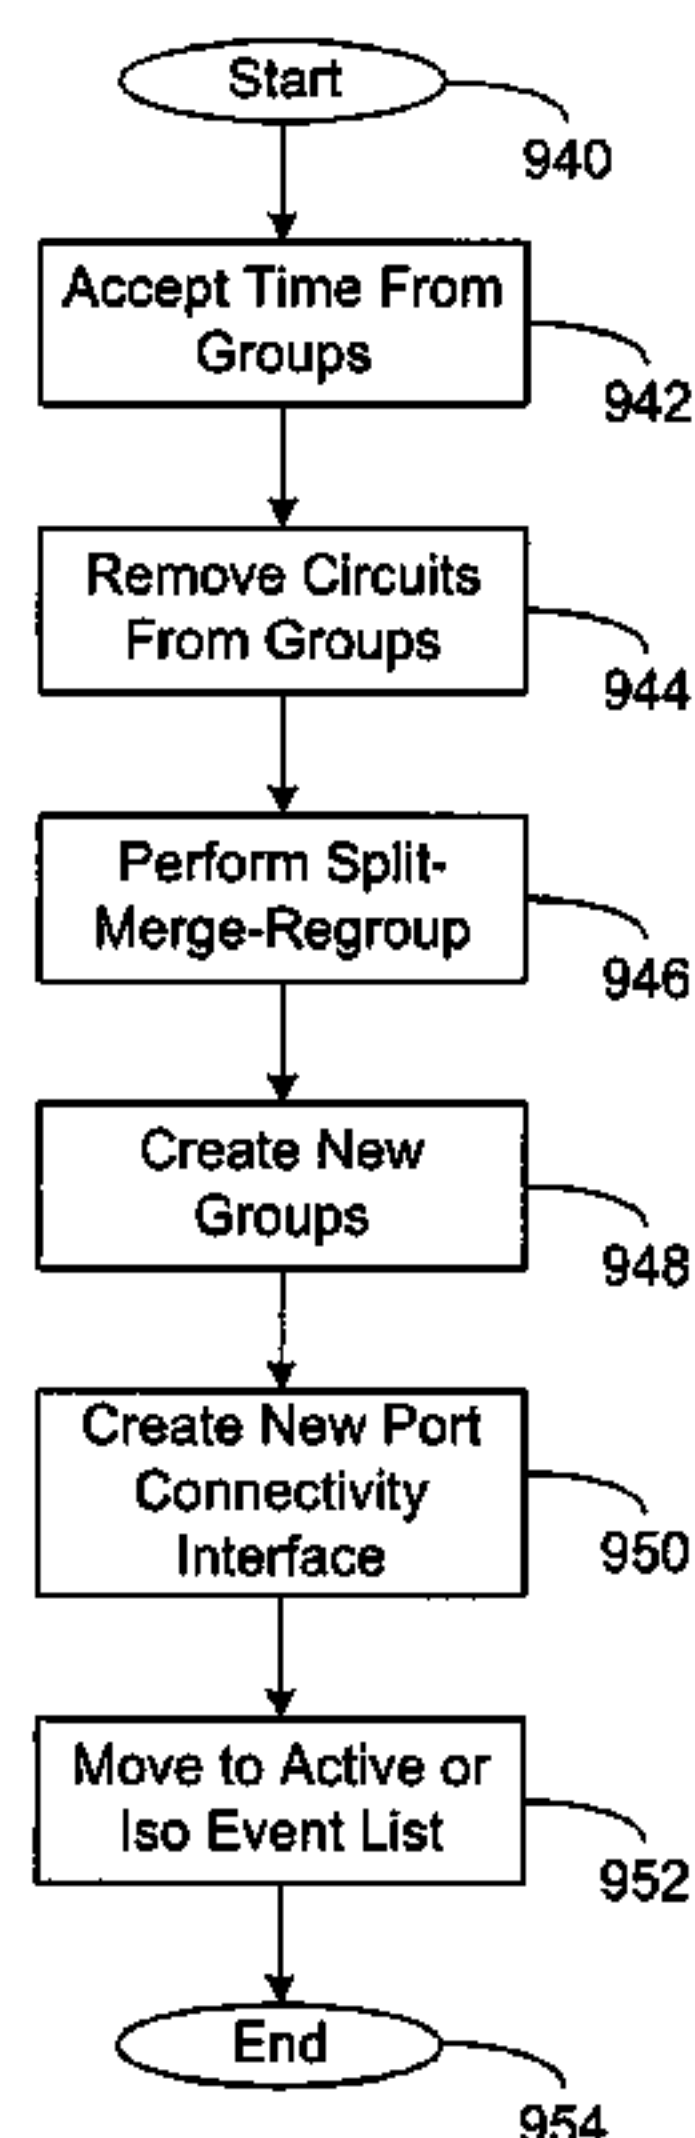 Start
940
Accept Time From
Groups
942
Remove Circuits
From Groups
944
Perform Split-
Merge-Regroup
946
Create New
Groups
948
Create New Port
Connectivity
Interface
950
Move to Active or
Iso Event List
952
End
954